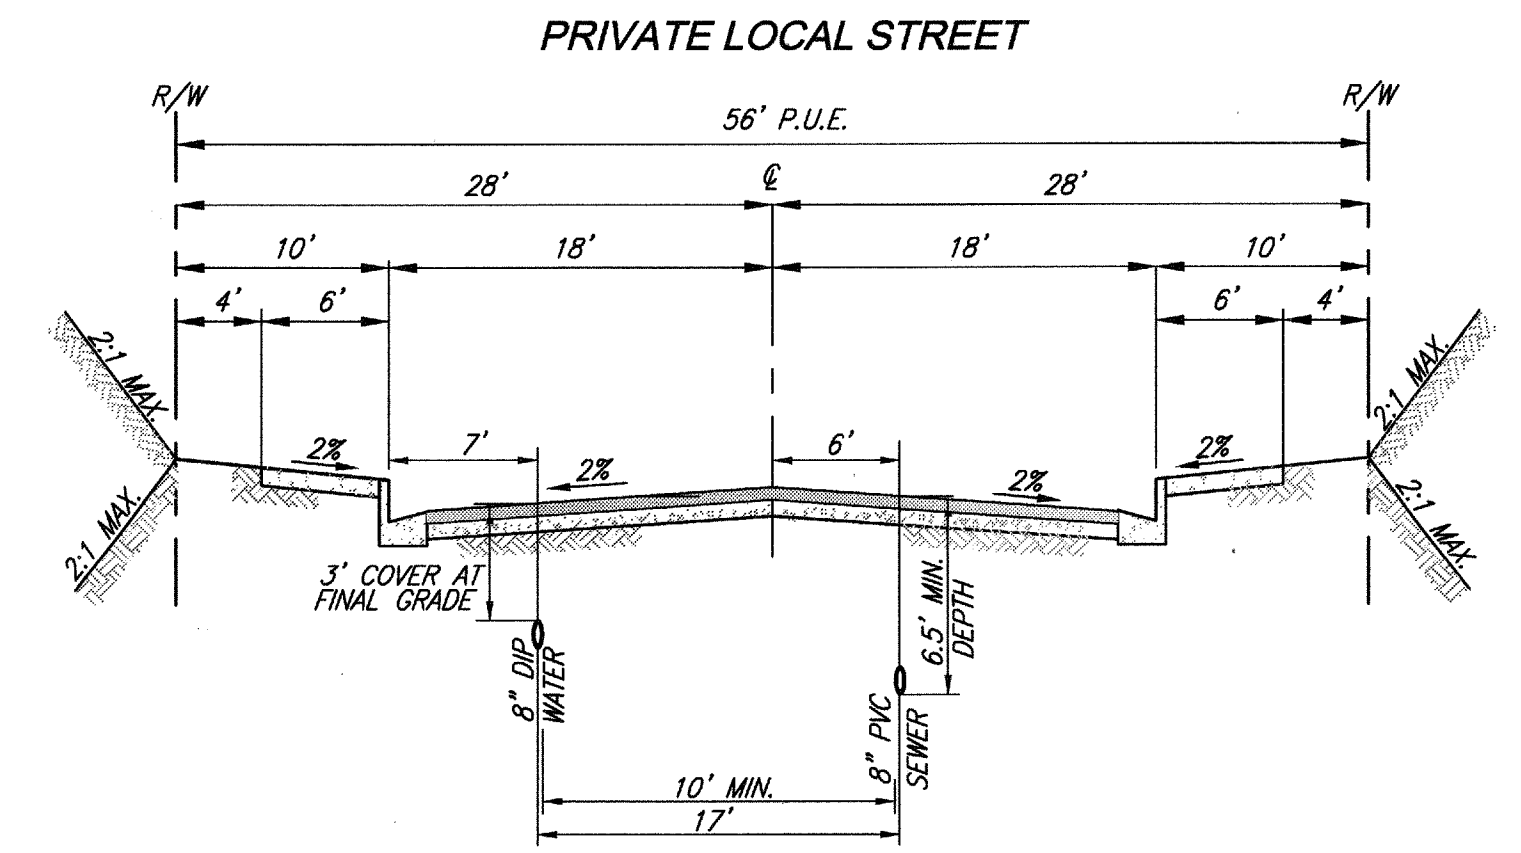 PRIVATE LOCAL STREET
R/W
R/W
56' P.U.E.
28'
℄
28'
10'
18'
18'
10'
4'
6'
6'
4'
2:1 MAX.
2:1 MAX.
2%
7'
2%
6'
2%
2%
2:1 MAX.
2:1 MAX.
3' COVER AT
FINAL GRADE
6.5' MIN.
DEPTH
8" DIP
WATER
8" PVC
SEWER
10' MIN.
17'